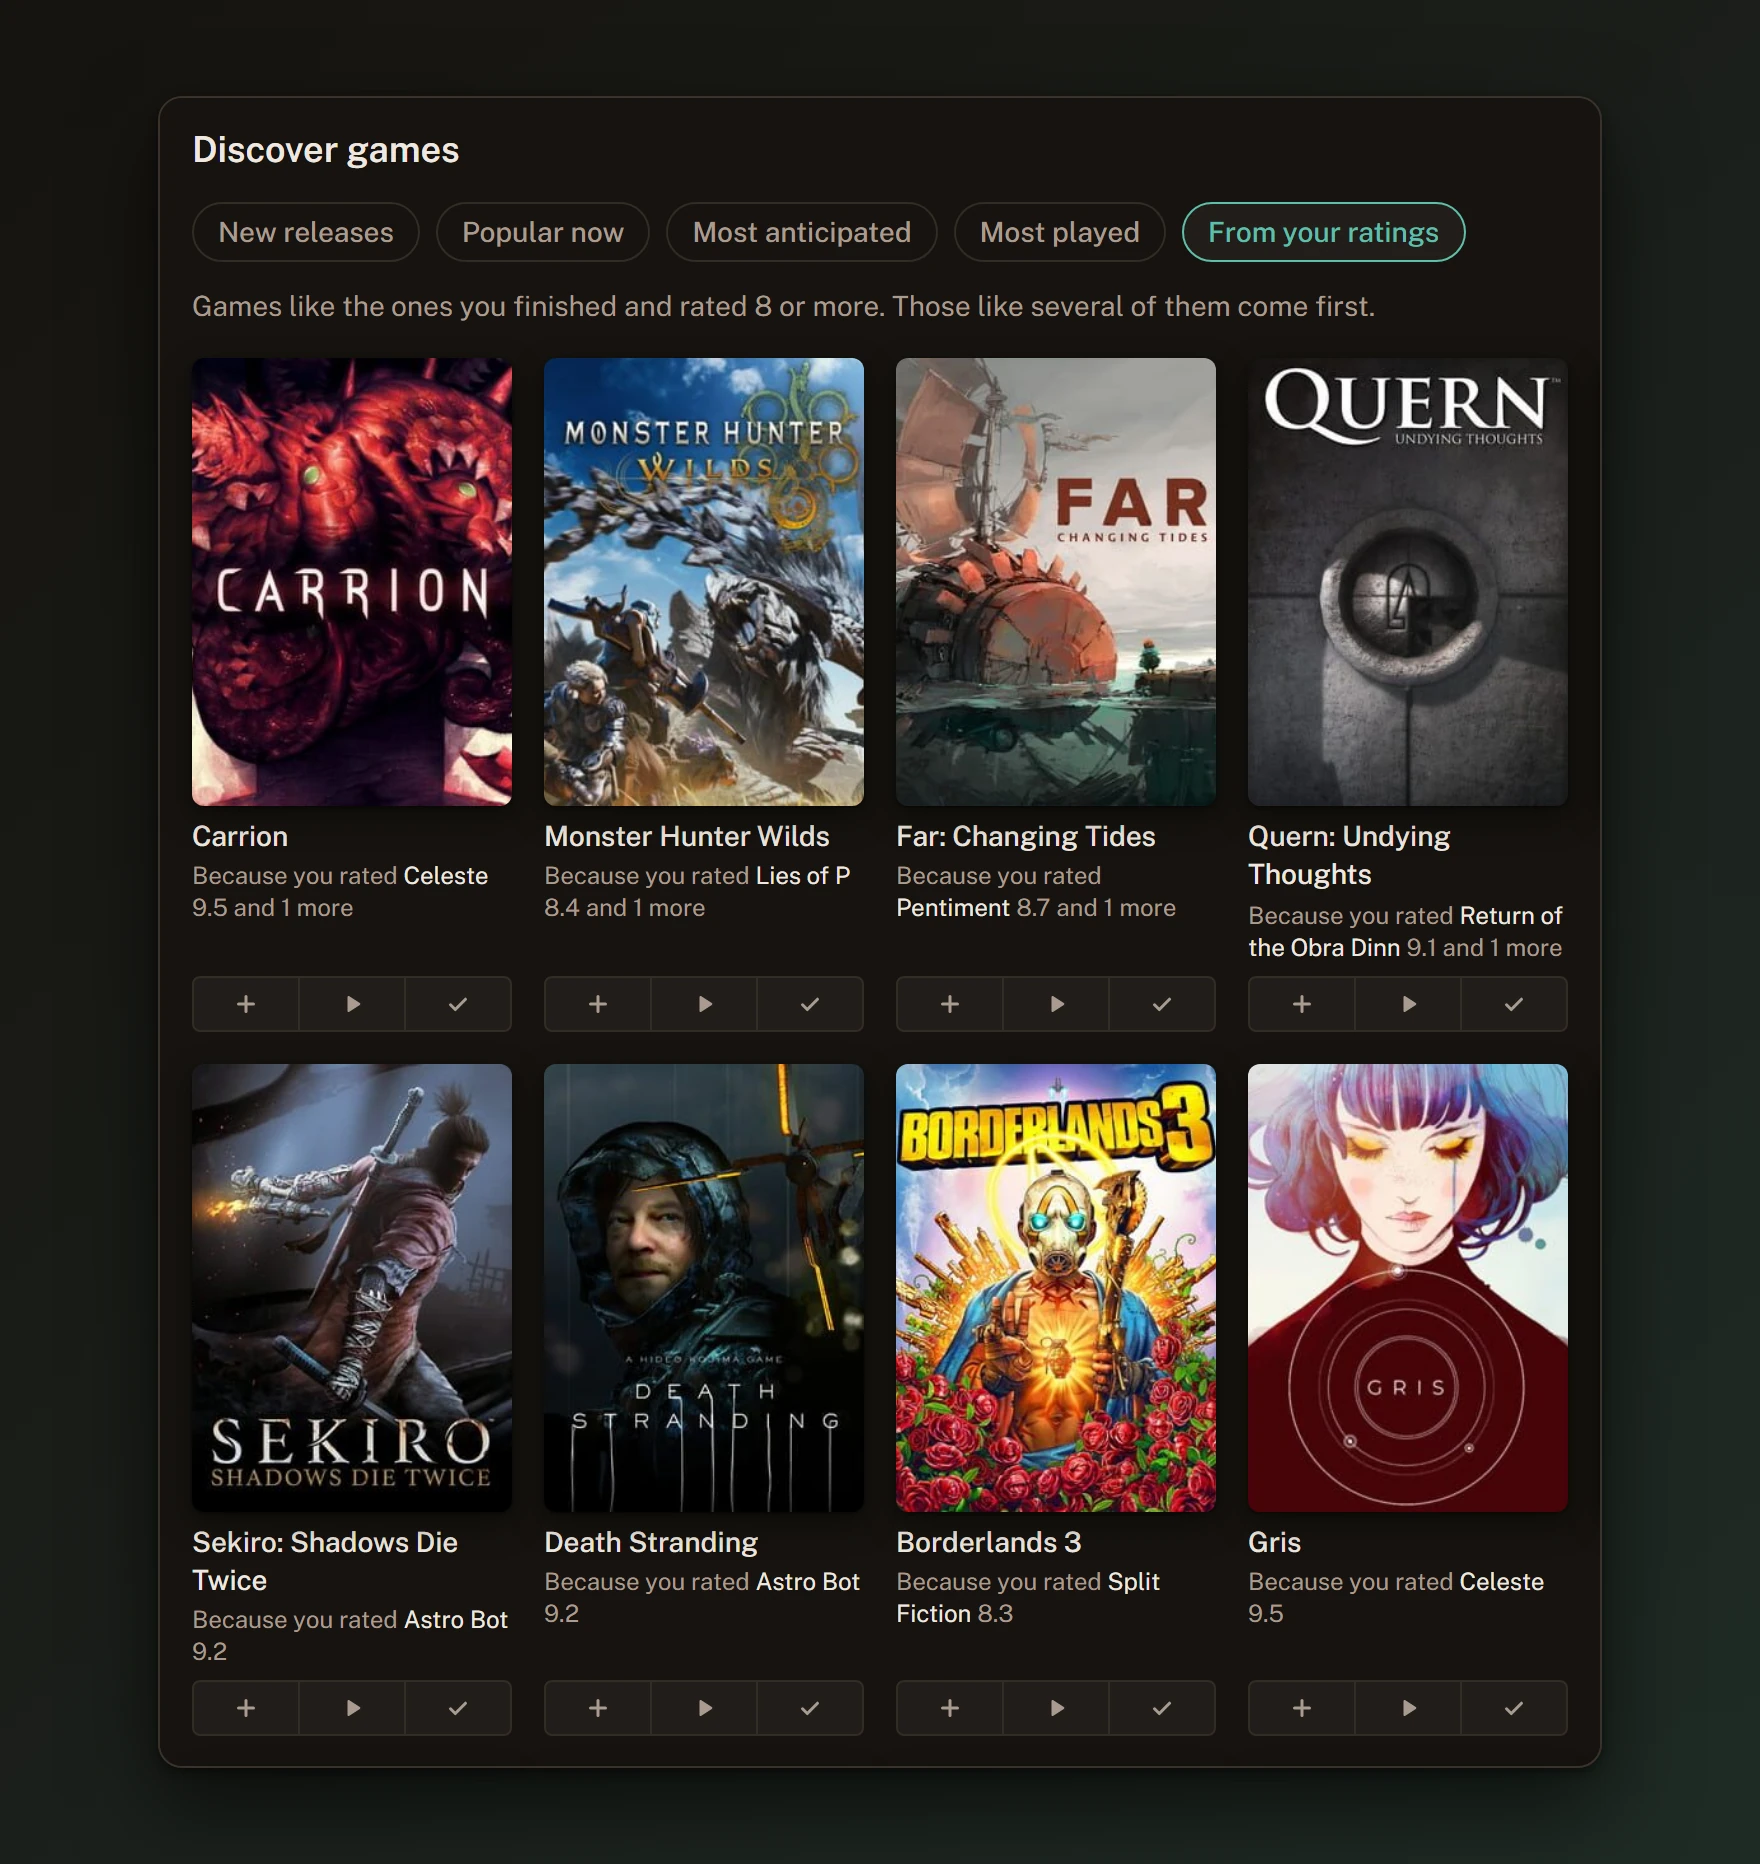 Discover games
New releases
Popular now
Most anticipated
Most played
From your ratings
Games like the ones you finished and rated 8 or more. Those like several of them come first.
CARRION
MONSTER HUNTER
WILDS
FAR
CHANGING TIDES
QUERN™
UNDYING THOUGHTS
Carrion
Because you rated Celeste
9.5 and 1 more
Monster Hunter Wilds
Because you rated Lies of P
8.4 and 1 more
Far: Changing Tides
Because you rated
Pentiment 8.7 and 1 more
Quern: Undying
Thoughts
Because you rated Return of
the Obra Dinn 9.1 and 1 more
SEKIRO™
SHADOWS DIE TWICE
A HIDEO KOJIMA GAME
DEATH
STRANDING
BORDERLANDS 3
GRIS
Sekiro: Shadows Die
Twice
Because you rated Astro Bot
9.2
Death Stranding
Because you rated Astro Bot
9.2
Borderlands 3
Because you rated Split
Fiction 8.3
Gris
Because you rated Celeste
9.5